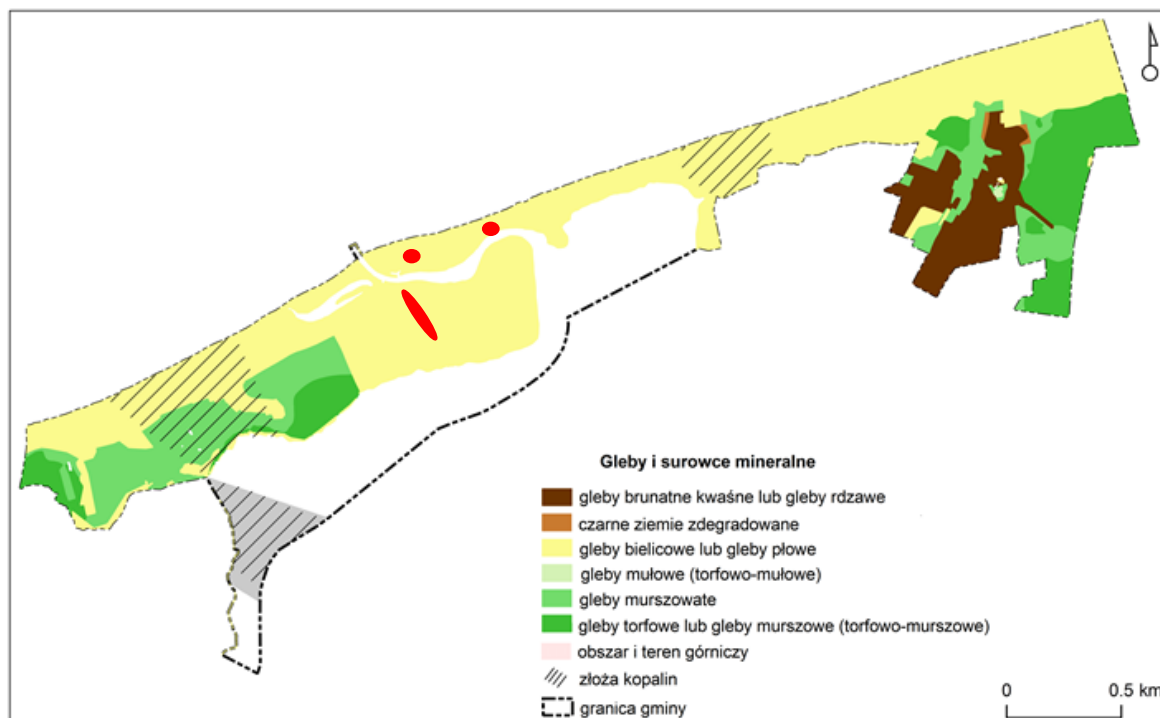 Gleby i surowce mineralne
gleby brunatne kwaśne lub gleby rdzawe
czarne ziemie zdegradowane
gleby bielicowe lub gleby płowe
gleby mułowe (torfowo-mułowe)
gleby murszowate
gleby torfowe lub gleby murszowe (torfowo-murszowe)
obszar i teren górniczy
złoża kopalin
granica gminy
0 0.5 km